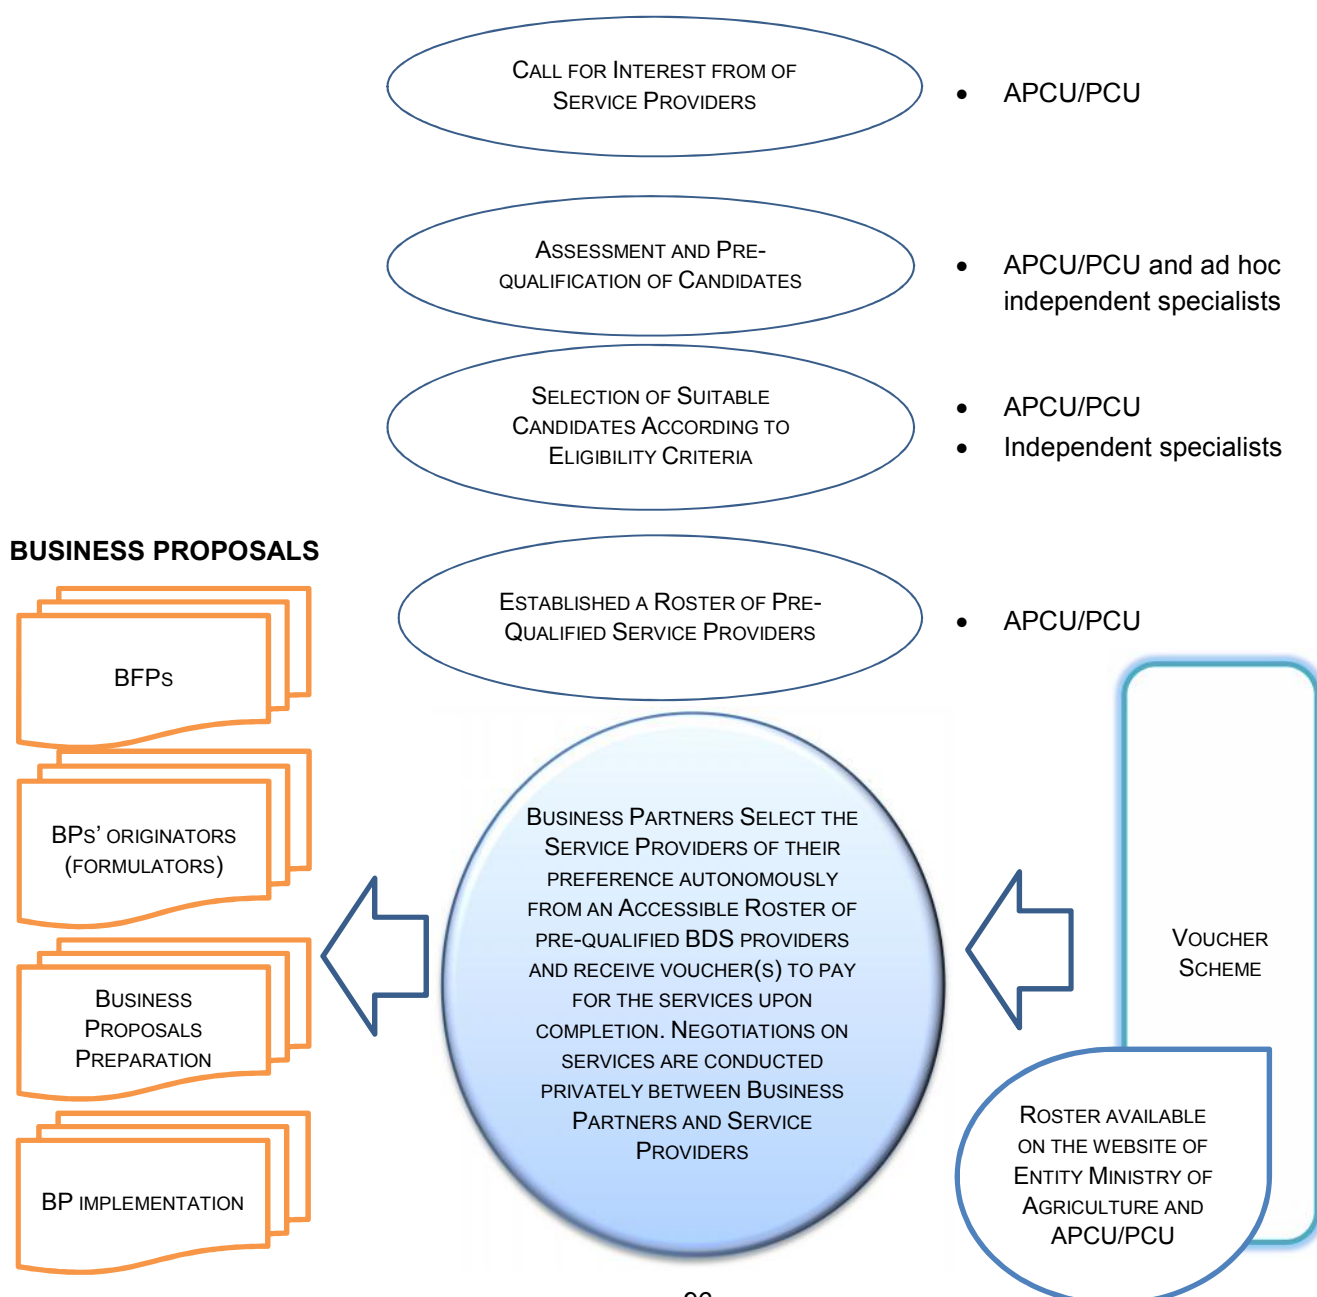 CALL FOR INTEREST FROM OF
SERVICE PROVIDERS
• APCU/PCU
ASSESSMENT AND PRE-
QUALIFICATION OF CANDIDATES
• APCU/PCU and ad hoc
independent specialists
SELECTION OF SUITABLE
CANDIDATES ACCORDING TO
ELIGIBILITY CRITERIA
• APCU/PCU
• Independent specialists
BUSINESS PROPOSALS
ESTABLISHED A ROSTER OF PRE-
QUALIFIED SERVICE PROVIDERS
• APCU/PCU
BFPS
BPS' ORIGINATORS
(FORMULATORS)
BUSINESS
PROPOSALS
PREPARATION
BP IMPLEMENTATION
BUSINESS PARTNERS SELECT THE
SERVICE PROVIDERS OF THEIR
PREFERENCE AUTONOMOUSLY
FROM AN ACCESSIBLE ROSTER OF
PRE-QUALIFIED BDS PROVIDERS
AND RECEIVE VOUCHER(S) TO PAY
FOR THE SERVICES UPON
COMPLETION. NEGOTIATIONS ON
SERVICES ARE CONDUCTED
PRIVATELY BETWEEN BUSINESS
PARTNERS AND SERVICE
PROVIDERS
VOUCHER
SCHEME
ROSTER AVAILABLE
ON THE WEBSITE OF
ENTITY MINISTRY OF
AGRICULTURE AND
APCU/PCU